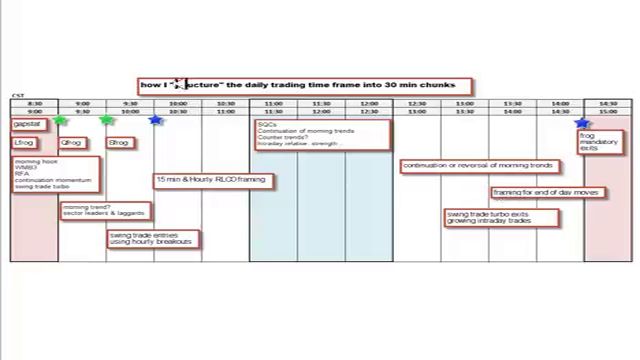 how I "structure" the daily trading time frame into 30 min chunks
CST
8:30 9:00 9:30 10:00 10:30 11:00 11:30 12:00 12:30 13:00 13:30 14:00 14:30
9:00 9:30 10:00 10:30 11:00 11:30 12:00 12:30 13:00 13:30 14:00 14:30 15:00
gapstat
Lfrog
Qfrog
Sfrog
morning hook
WNB3
RFA
continuation momentum
swing trade turbo
morning trend?
sector leaders & laggards
swing trade entries
using hourly breakouts
15 min & Hourly RLCO framing
SQCs
Continuation of morning trends
Counter trends?
Intraday relative strength
continuation or reversal of morning trends
framing for end of day moves
swing trade turbo exits
growing intraday trades
frog
mandatory
exits